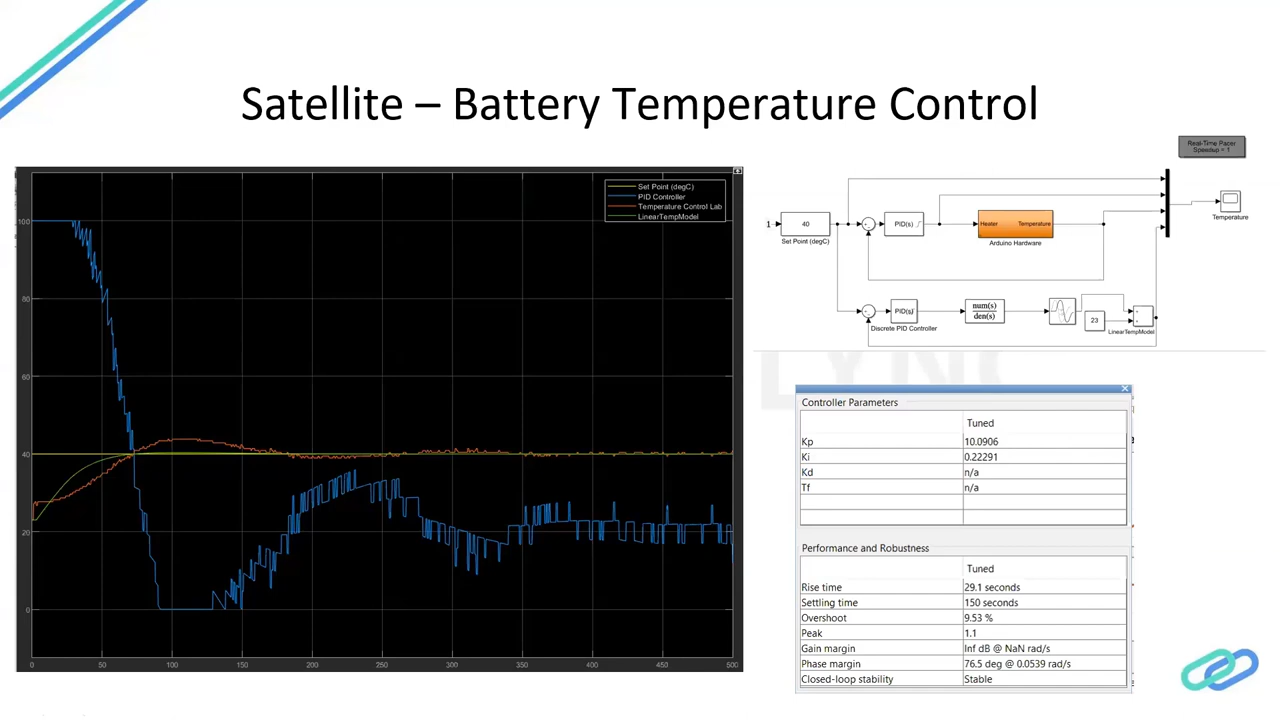 Satellite – Battery Temperature Control
Set Point (degC)
PID Controller
Temperature Control Lab
LinearTempModel
100
80
60
40
20
0
0 50 100 150 200 250 300 350 400 450 500
Real-Time Pacer
Speedup = 1
1
40
Set Point (degC)
PID(s)
Heater Temperature
Arduino Hardware
Temperature
PID(s)
Discrete PID Controller
num(s)
den(s)
23
LinearTempModel
Controller Parameters
Tuned
Kp 10.0906
Ki 0.22291
Kd n/a
Tf n/a
Performance and Robustness
Tuned
Rise time 29.1 seconds
Settling time 150 seconds
Overshoot 9.53 %
Peak 1.1
Gain margin Inf dB @ NaN rad/s
Phase margin 76.5 deg @ 0.0539 rad/s
Closed-loop stability Stable